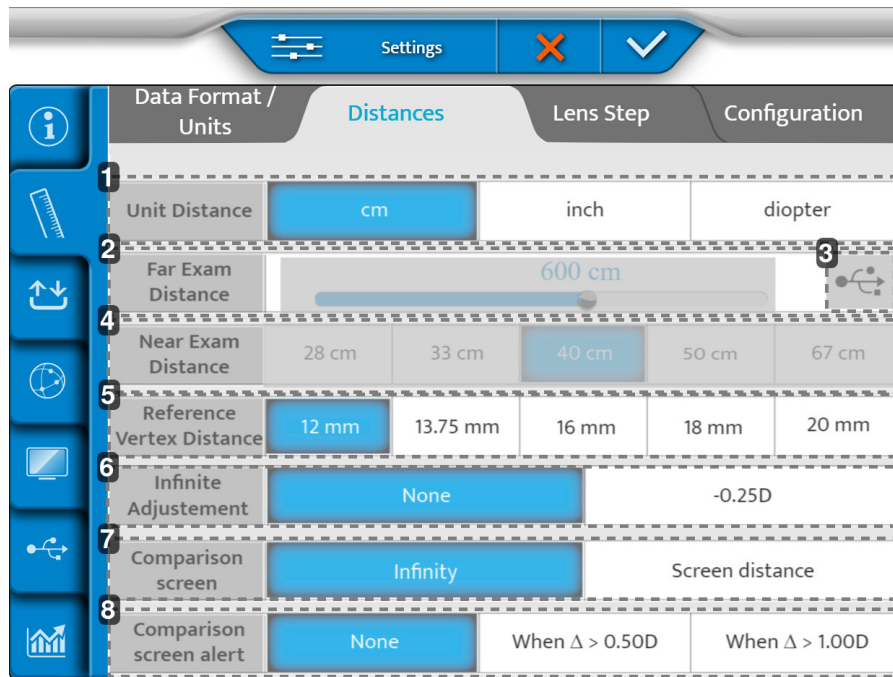 Settings
Data Format /
Units
Distances
Lens Step
Configuration
1
Unit Distance
cm
inch
diopter
2
Far Exam
Distance
600 cm
3
4
Near Exam
Distance
28 cm
33 cm
40 cm
50 cm
67 cm
5
Reference
Vertex Distance
12 mm
13.75 mm
16 mm
18 mm
20 mm
6
Infinite
Adjustement
None
-0.25D
7
Comparison
screen
Infinity
Screen distance
8
Comparison
screen alert
None
When Δ > 0.50D
When Δ > 1.00D